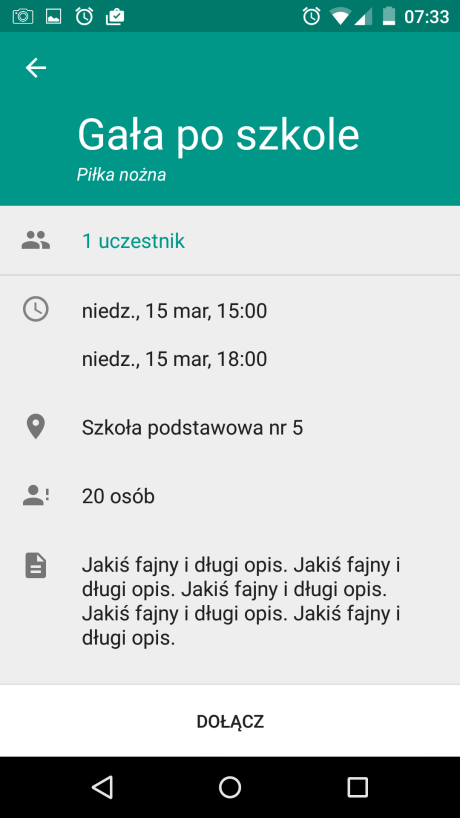 07:33
Gała po szkole
Piłka nożna
1 uczestnik
niedz., 15 mar, 15:00
niedz., 15 mar, 18:00
Szkoła podstawowa nr 5
20 osób
Jakiś fajny i długi opis. Jakiś fajny i
długi opis. Jakiś fajny i długi opis.
Jakiś fajny i długi opis. Jakiś fajny i
długi opis.
DOŁĄCZ